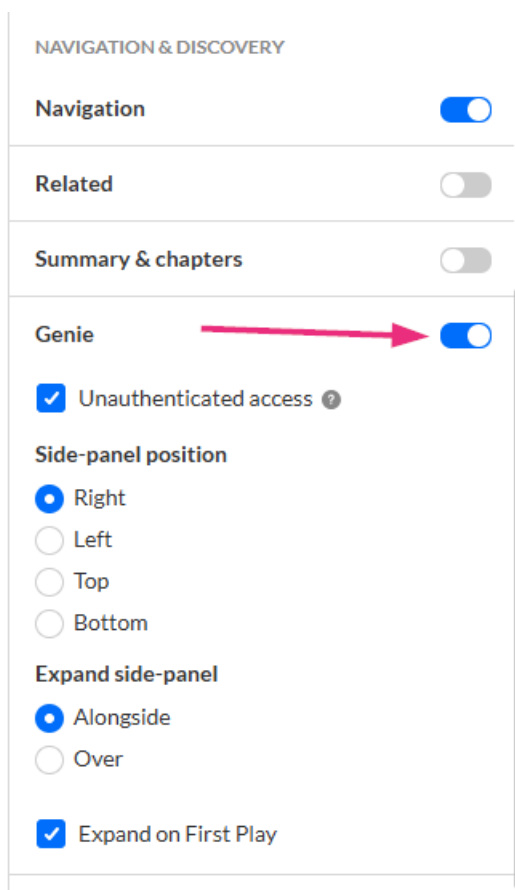 NAVIGATION & DISCOVERY
Navigation
Related
Summary & chapters
Genie
Unauthenticated access ?
Side-panel position
Right
Left
Top
Bottom
Expand side-panel
Alongside
Over
Expand on First Play